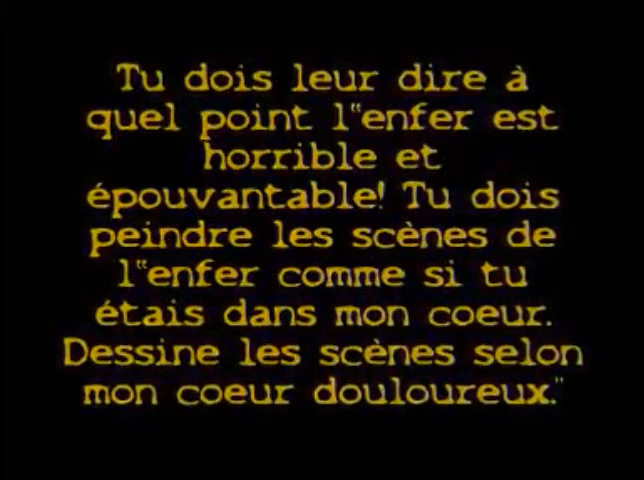 Tu dois leur dire à
quel point l"enfer est
horrible et
épouvantable! Tu dois
peindre les scènes de
l"enfer comme si tu
étais dans mon coeur.
Dessine les scènes selon
mon coeur douloureux."